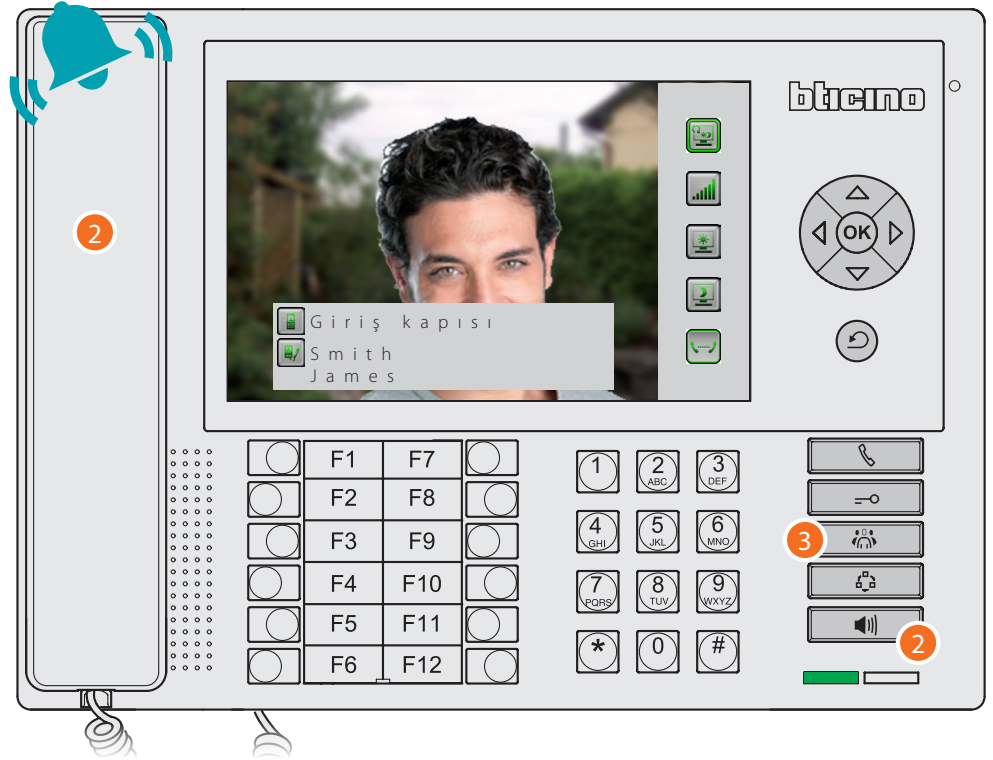 bticino
2
OK
Giriş kapısı
Smith
James
F1 F7
F2 F8
F3 F9
F4 F10
F5 F11
F6 F12
1 2 ABC 3 DEF
4 GHI 5 JKL 6 MNO
7 PQRS 8 TUV 9 WXYZ
* 0 #
3
2